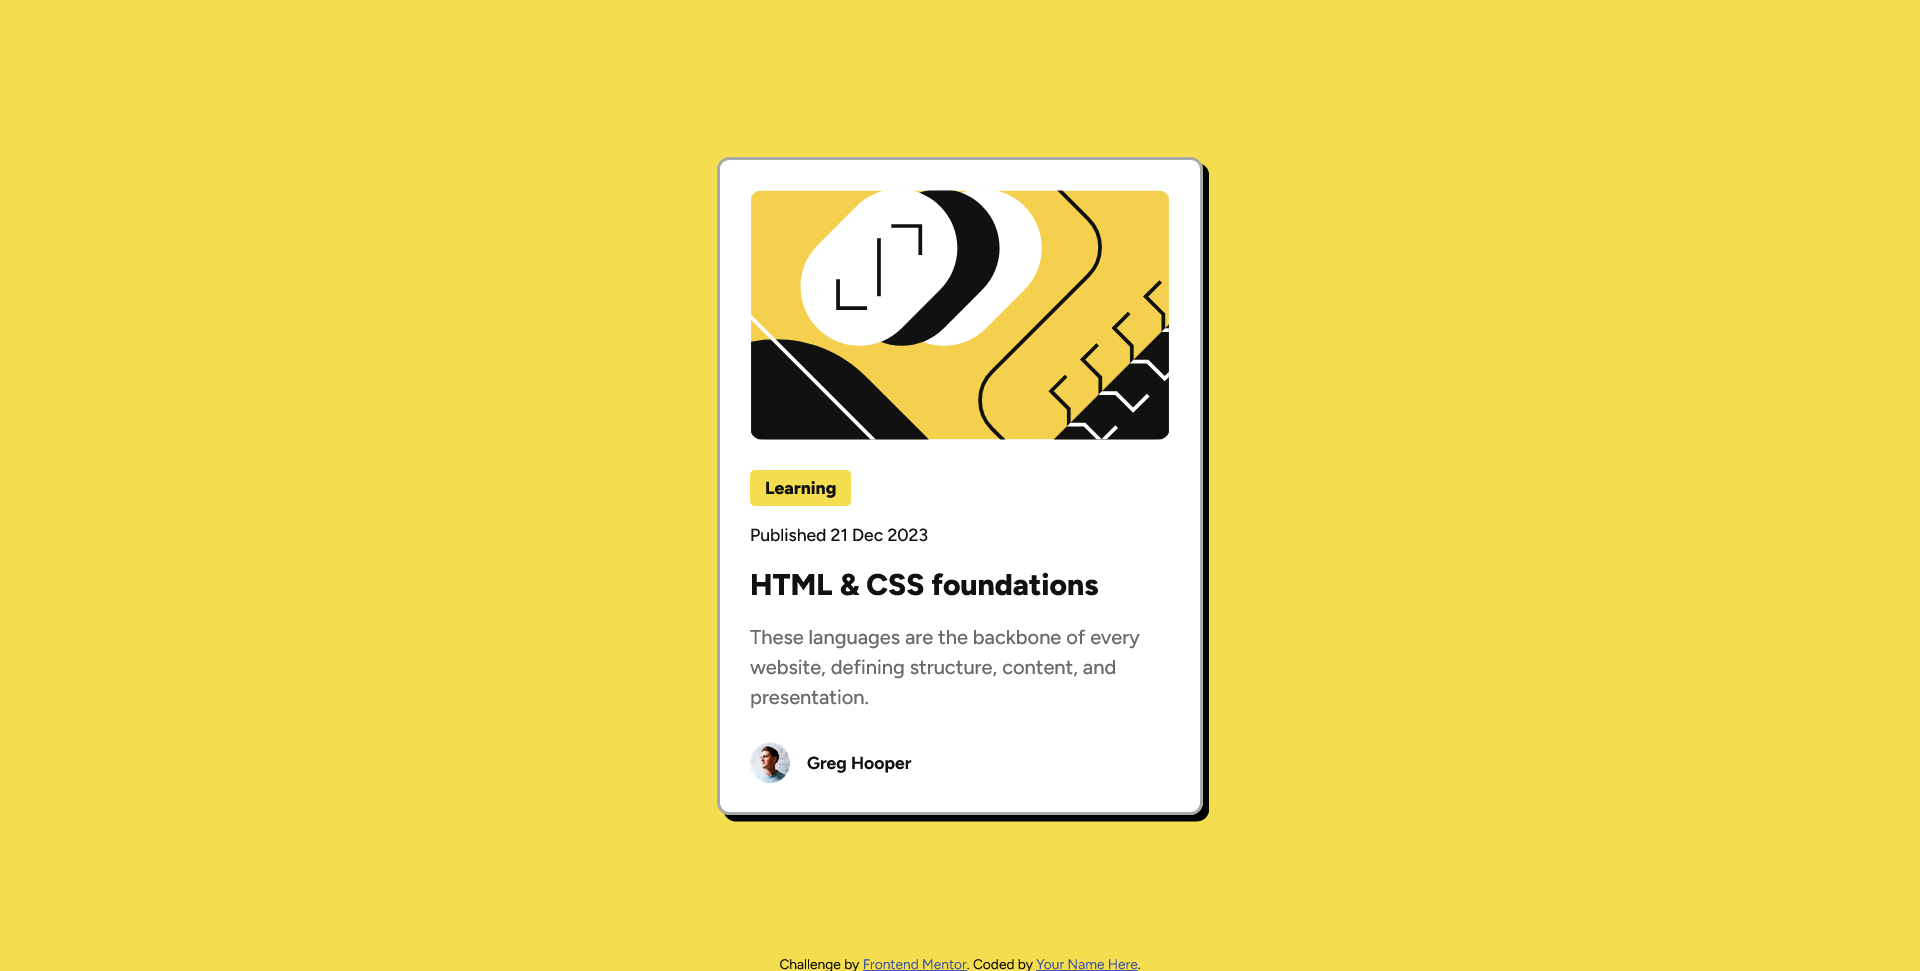 Learning
Published 21 Dec 2023
HTML & CSS foundations
These languages are the backbone of every
website, defining structure, content, and
presentation.
Greg Hooper
Challenge by Frontend Mentor. Coded by Your Name Here.